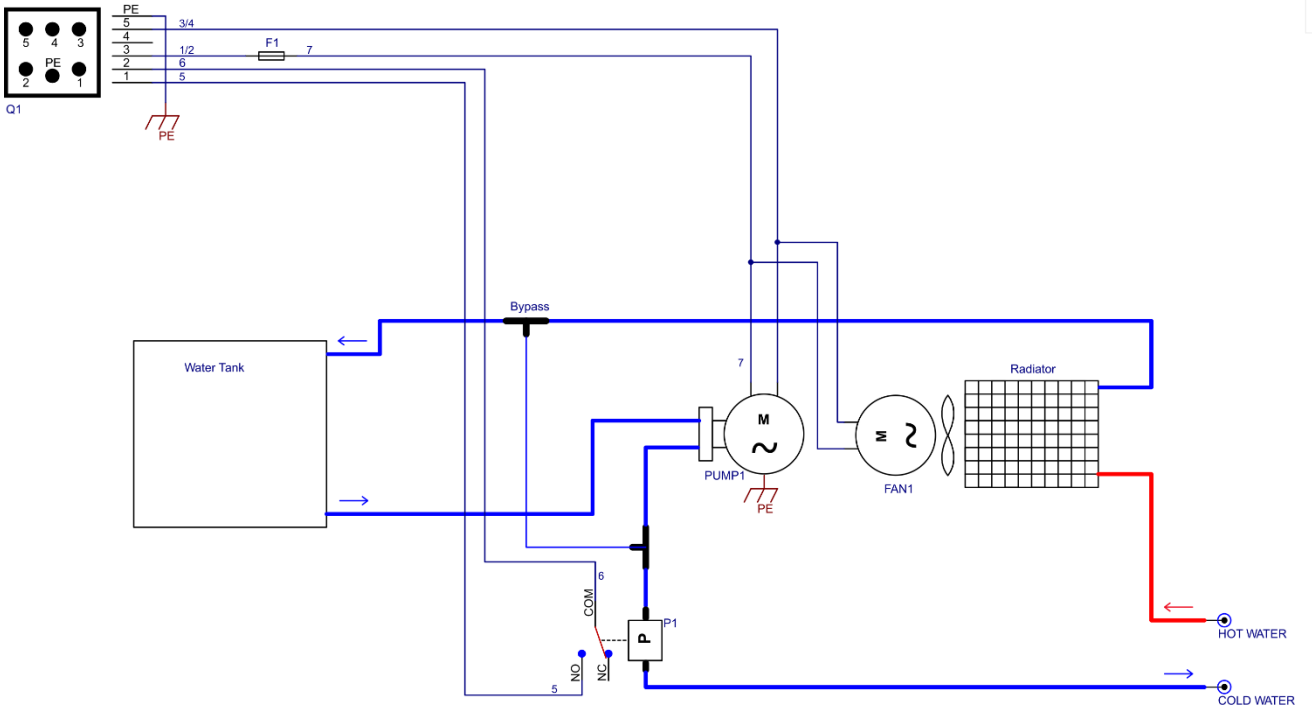 PE
5
3/4
4
3
1/2
F1
7
2
6
1
5
5
4
3
2
PE
1
Q1
PE
Bypass
Water Tank
7
Radiator
M
PUMP1
PE
M
FAN1
6
COM
P
P1
NO
NC
5
HOT WATER
COLD WATER